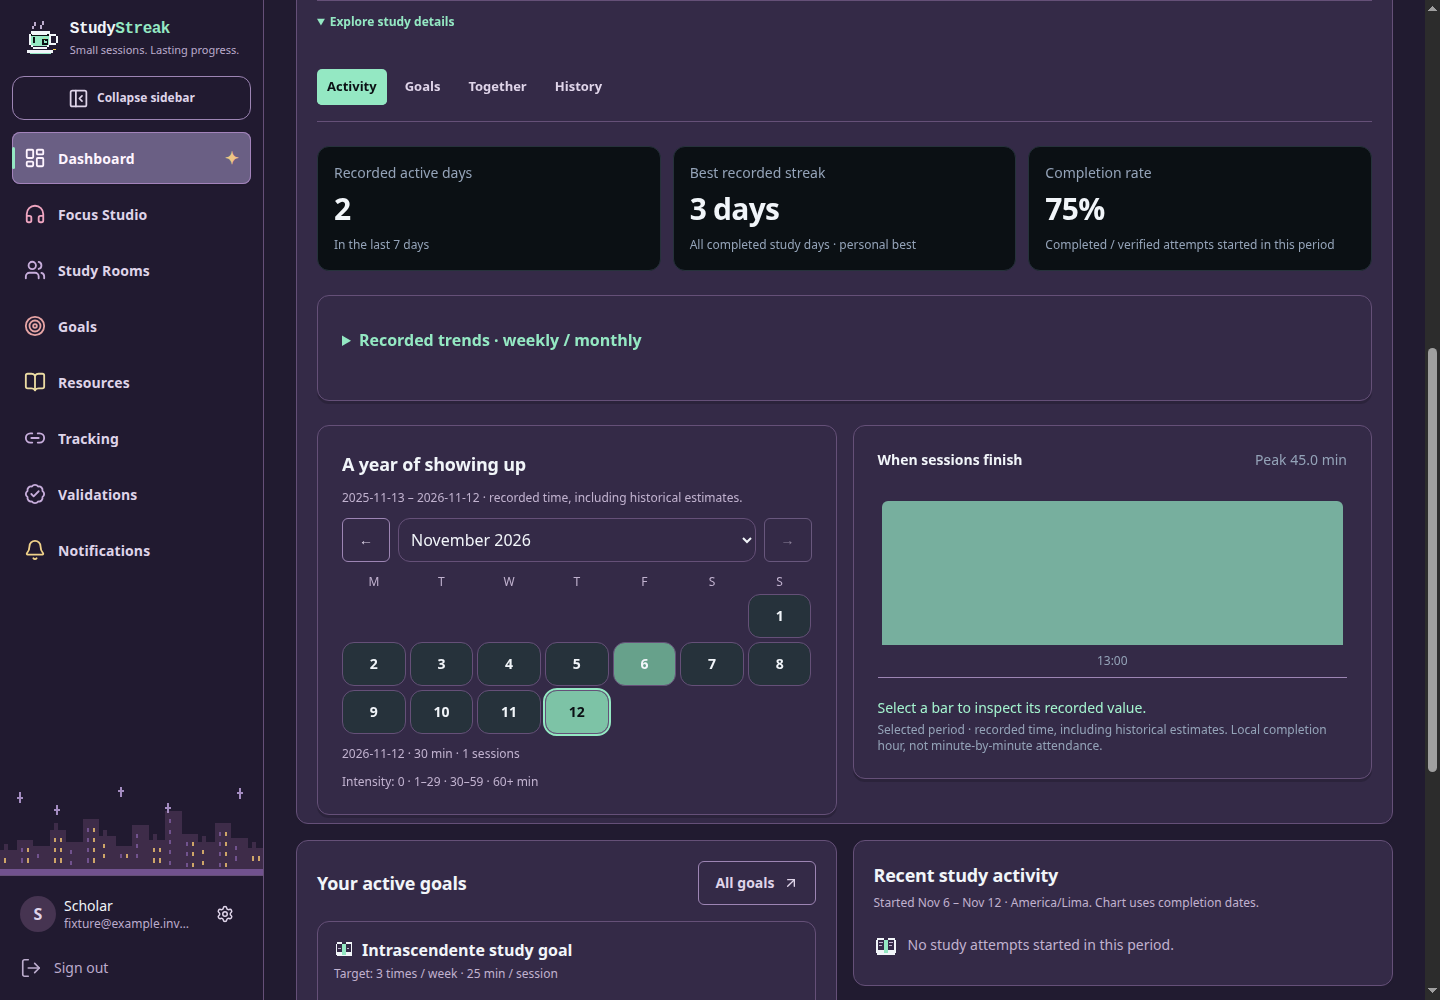 StudyStreak
Small sessions. Lasting progress.
Collapse sidebar
Dashboard
Focus Studio
Study Rooms
Goals
Resources
Tracking
Validations
Notifications
S
Scholar
fixture@example.inv...
Sign out
▼ Explore study details
Activity Goals Together History
Recorded active days
2
In the last 7 days
Best recorded streak
3 days
All completed study days · personal best
Completion rate
75%
Completed / verified attempts started in this period
▶ Recorded trends · weekly / monthly
A year of showing up
2025-11-13 – 2026-11-12 · recorded time, including historical estimates.
← November 2026 →
M T W T F S S
1
2 3 4 5 6 7 8
9 10 11 12
2026-11-12 · 30 min · 1 sessions
Intensity: 0 · 1–29 · 30–59 · 60+ min
When sessions finish
Peak 45.0 min
13:00
Select a bar to inspect its recorded value.
Selected period · recorded time, including historical estimates. Local completion
hour, not minute-by-minute attendance.
Your active goals
All goals
Intrascendente study goal
Target: 3 times / week · 25 min / session
Recent study activity
Started Nov 6 – Nov 12 · America/Lima. Chart uses completion dates.
No study attempts started in this period.